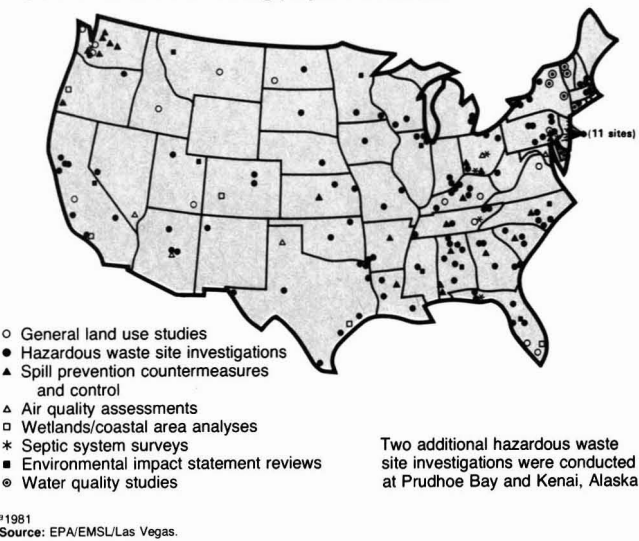 (11 sites)
○ General land use studies
● Hazardous waste site investigations
▲ Spill prevention countermeasures
and control
△ Air quality assessments
□ Wetlands/coastal area analyses
* Septic system surveys
■ Environmental impact statement reviews
⊙ Water quality studies
Two additional hazardous waste
site investigations were conducted
at Prudhoe Bay and Kenai, Alaska
ª1981
Source: EPA/EMSL/Las Vegas.